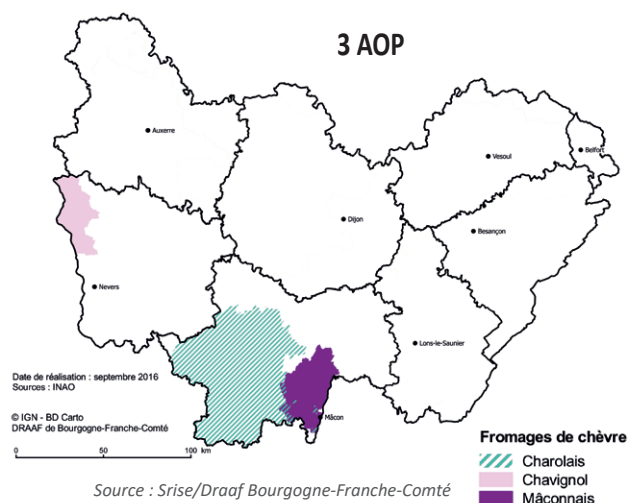 3 AOP
Auxerre
Vesoul
Belfort
Dijon
Besançon
Nevers
Lons-le-Saunier
Date de réalisation : septembre 2016
Sources : INAO
Mâcon
© IGN - BD Carto
DRAAF de Bourgogne-Franche-Comté
0 50 100 km
Fromages de chèvre
Charolais
Chavignol
Mâconnais
Source : Srise/Draaf Bourgogne-Franche-Comté